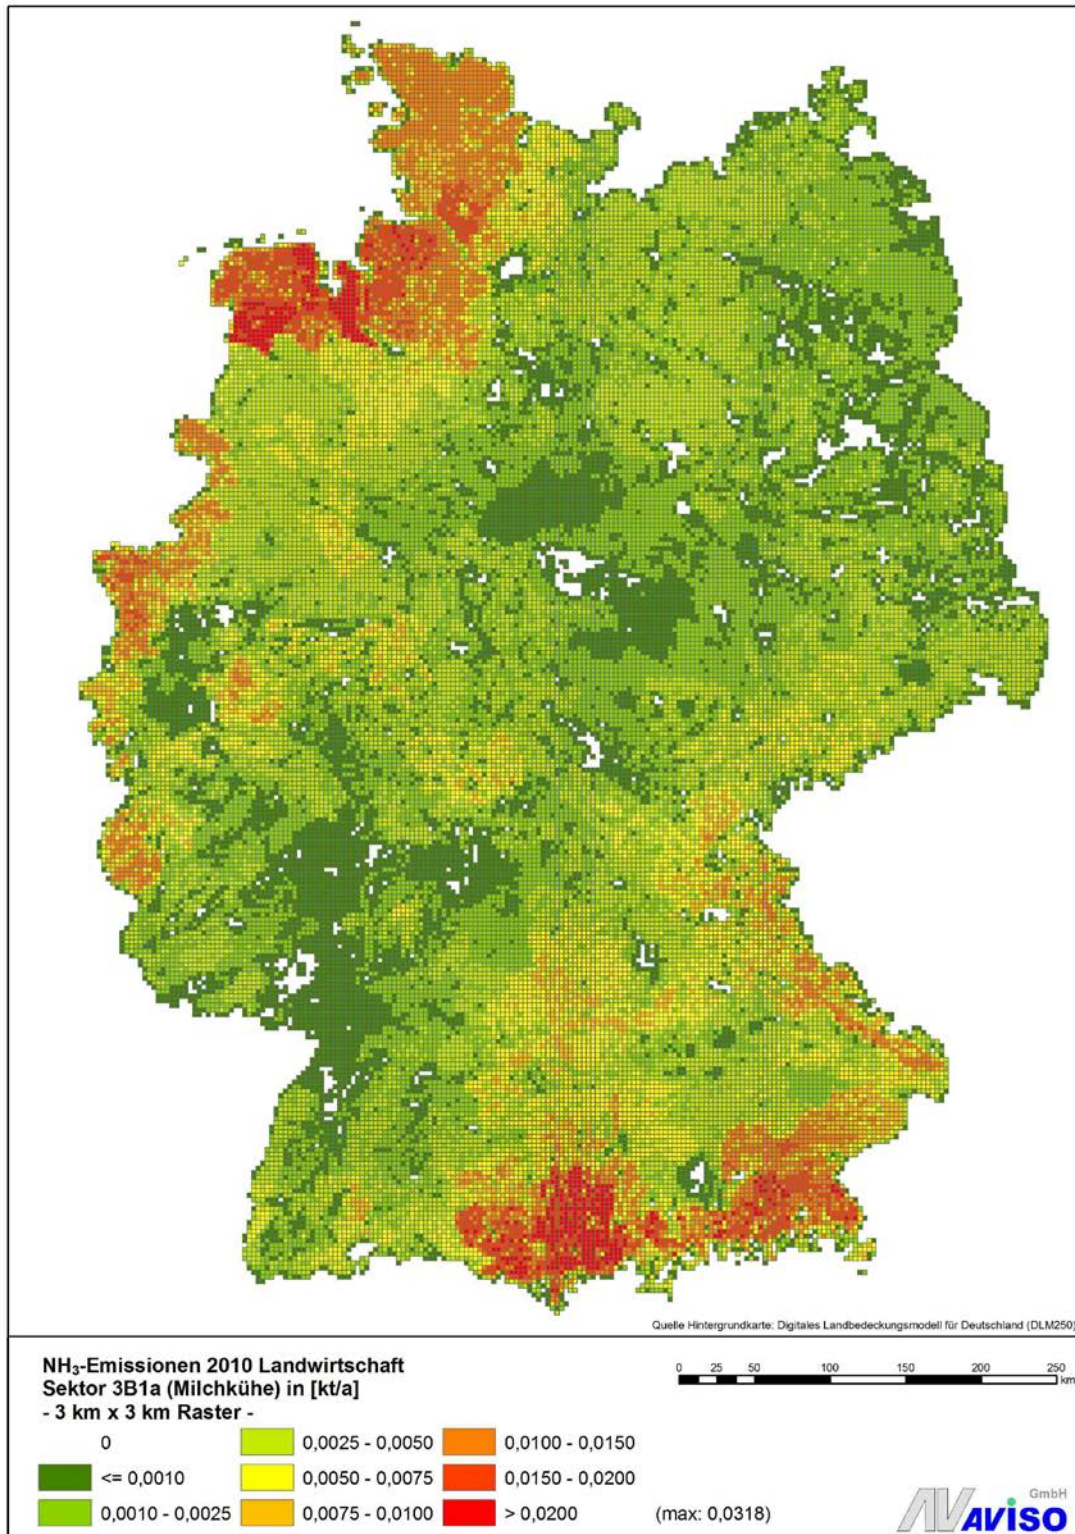 Quelle Hintergrundkarte: Digitales Landbedeckungsmodell für Deutschland (DLM250)
NH₃-Emissionen 2010 Landwirtschaft
Sektor 3B1a (Milchkühe) in [kt/a]
- 3 km x 3 km Raster -
0 25 50 100 150 200 250
km
0
<= 0,0010
0,0010 - 0,0025
0,0025 - 0,0050
0,0050 - 0,0075
0,0075 - 0,0100
0,0100 - 0,0150
0,0150 - 0,0200
> 0,0200
(max: 0,0318)
GmbH
AVISO